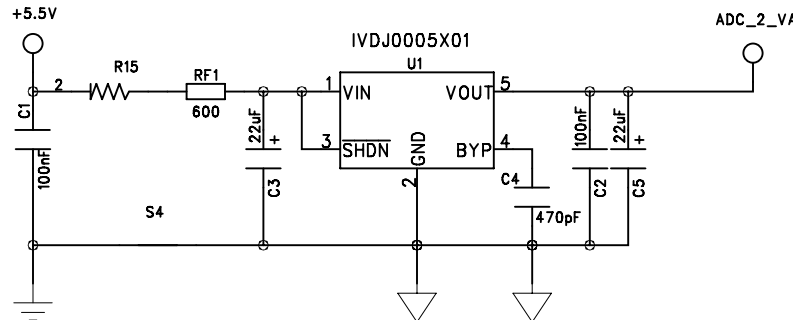 +5.5V
ADC_2_VA
IVDJ0005X01
U1
R15
RF1
2
600
1
VIN
VOUT
5
C1
100nF
22uF
+
C3
3
SHDN
GND
2
BYP
4
C4
470pF
100nF
C2
22uF
+
C5
S4